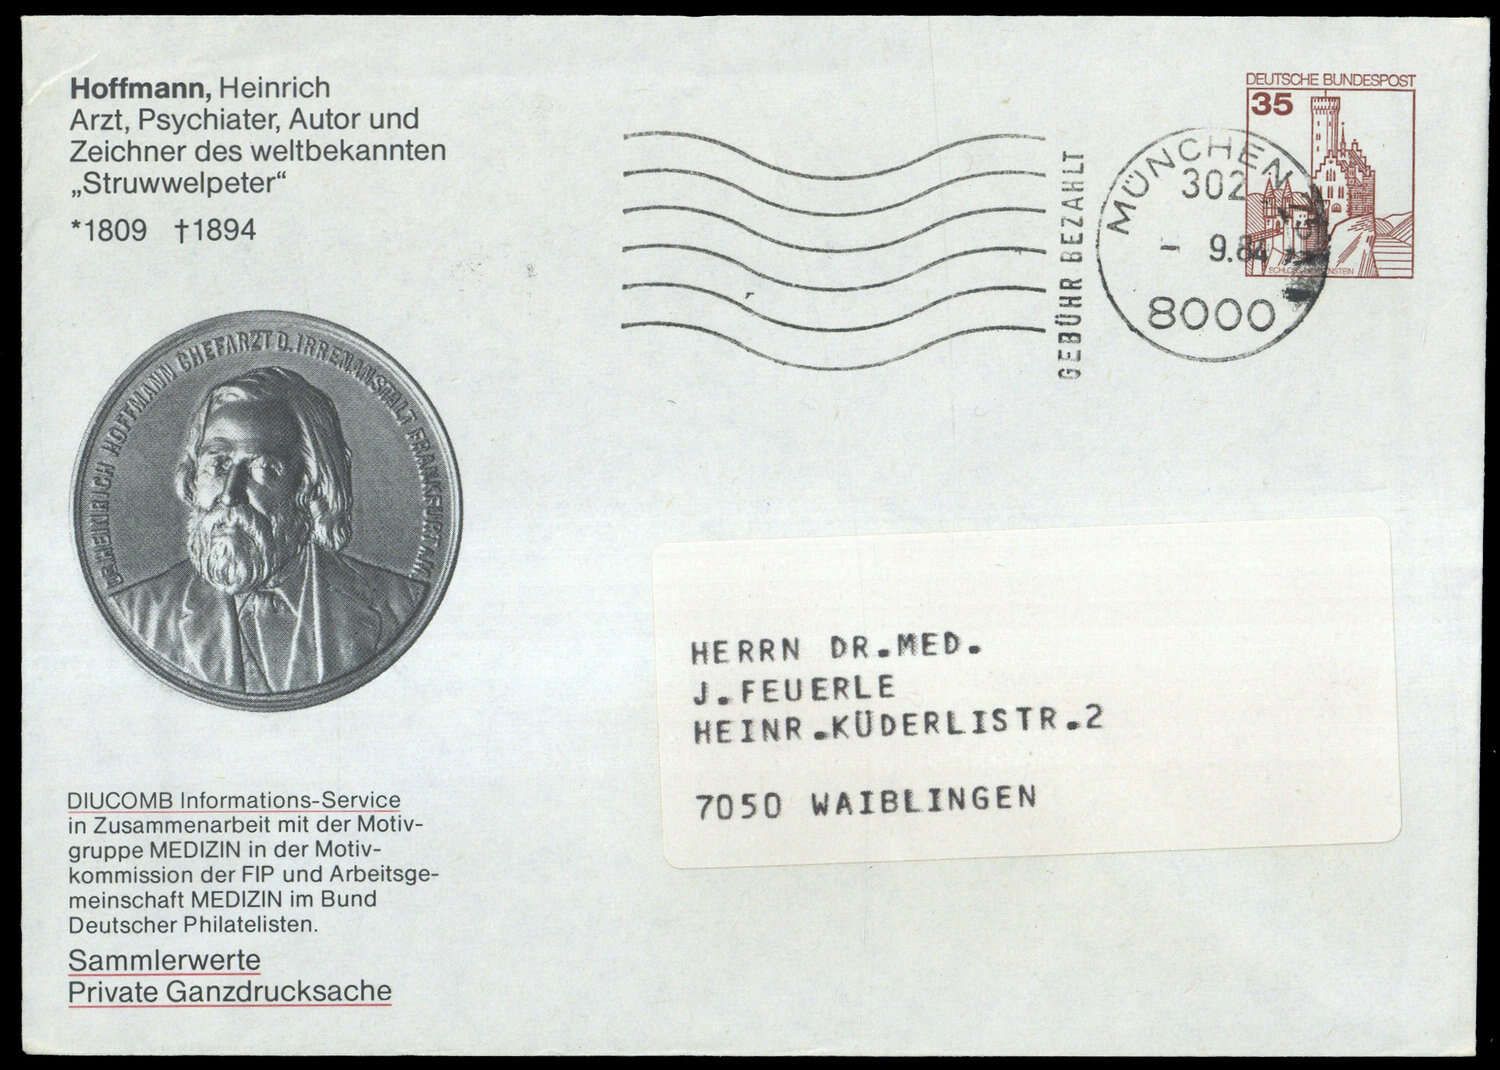 Hoffmann, Heinrich
Arzt, Psychiater, Autor und
Zeichner des weltbekannten
„Struwwelpeter“
*1809 †1894
DR. HEINRICH HOFFMANN CHEFARZT D. IRRENANSTALT FRANKFURT A/M.
DIUCOMB Informations-Service
in Zusammenarbeit mit der Motiv-
gruppe MEDIZIN in der Motiv-
kommission der FIP und Arbeitsge-
meinschaft MEDIZIN im Bund
Deutscher Philatelisten.
Sammlerwerte
Private Ganzdrucksache
GEBÜHR BEZAHLT
MÜNCHEN
302
9.84
8000
DEUTSCHE BUNDESPOST
35
HERRN DR.MED.
J.FEUERLE
HEINR.KÜDERLISTR.2
7050 WAIBLINGEN